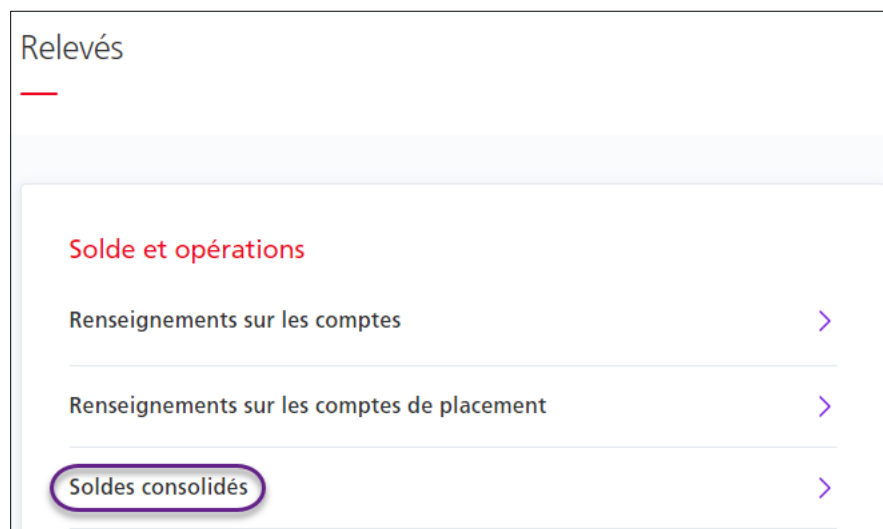 Relevés
Solde et opérations
Renseignements sur les comptes
Renseignements sur les comptes de placement
Soldes consolidés